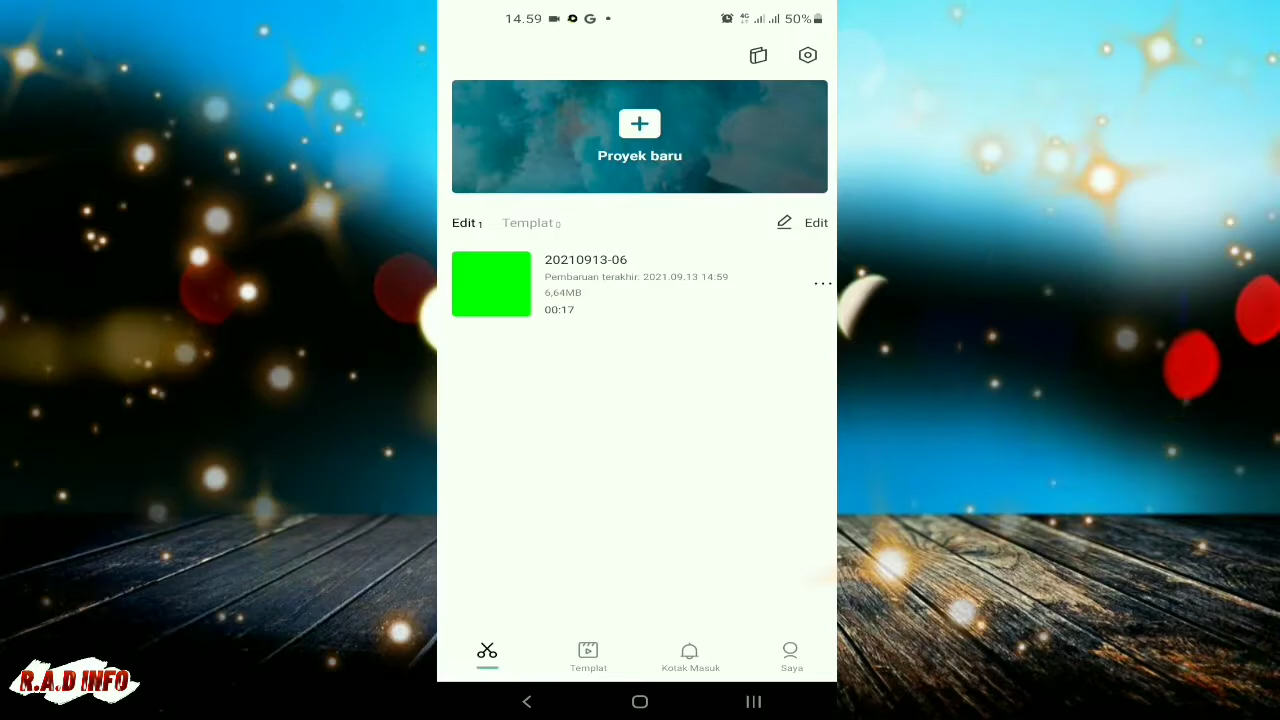 14.59
4G
50%
Proyek baru
Edit 1
Templat 0
Edit
20210913-06
Pembaruan terakhir: 2021.09.13 14:59
6,64MB
00:17
Templat
Kotak Masuk
Saya
R.A.D INFO